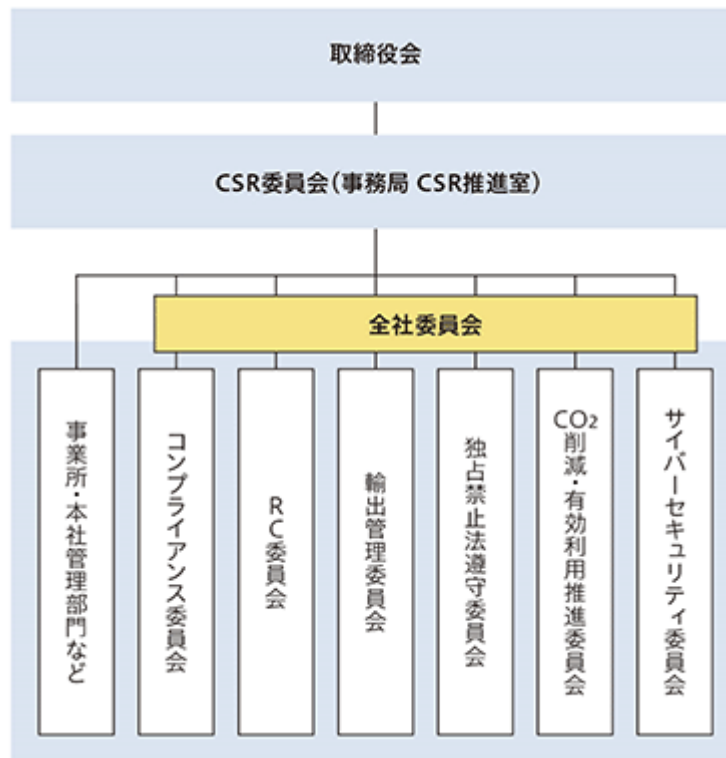 取締役会
CSR委員会(事務局 CSR推進室)
全社委員会
事業所・本社管理部門など
コンプライアンス委員会
RC委員会
輸出管理委員会
独占禁止法遵守委員会
CO₂削減・有効利用推進委員会
サイバーセキュリティ委員会